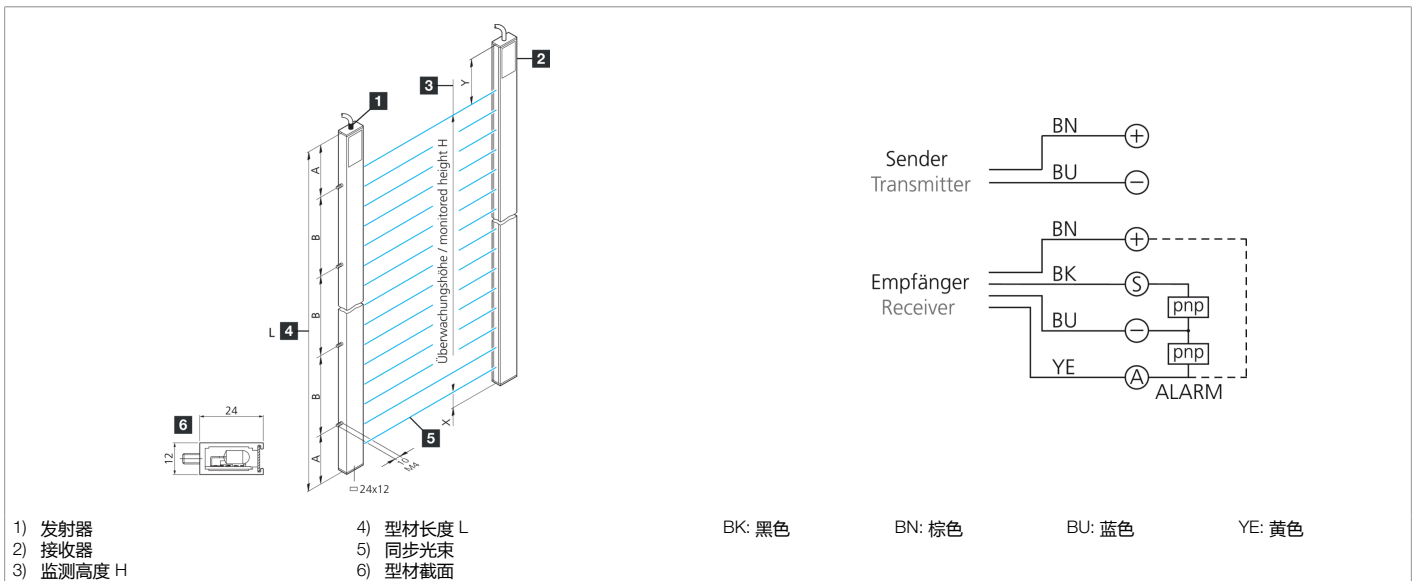 1
2
3
Y
A
B
B
B
A
L 4
Überwachungshöhe / monitored height H
X
5
10
M4
24x12
6
24
12
Sender
Transmitter
BN
+
BU
−
Empfänger
Receiver
BN
+
BK
S
pnp
BU
−
pnp
YE
A
ALARM
1) 发射器
2) 接收器
3) 监测高度 H
4) 型材长度 L
5) 同步光束
6) 型材截面
BK: 黑色
BN: 棕色
BU: 蓝色
YE: 黄色